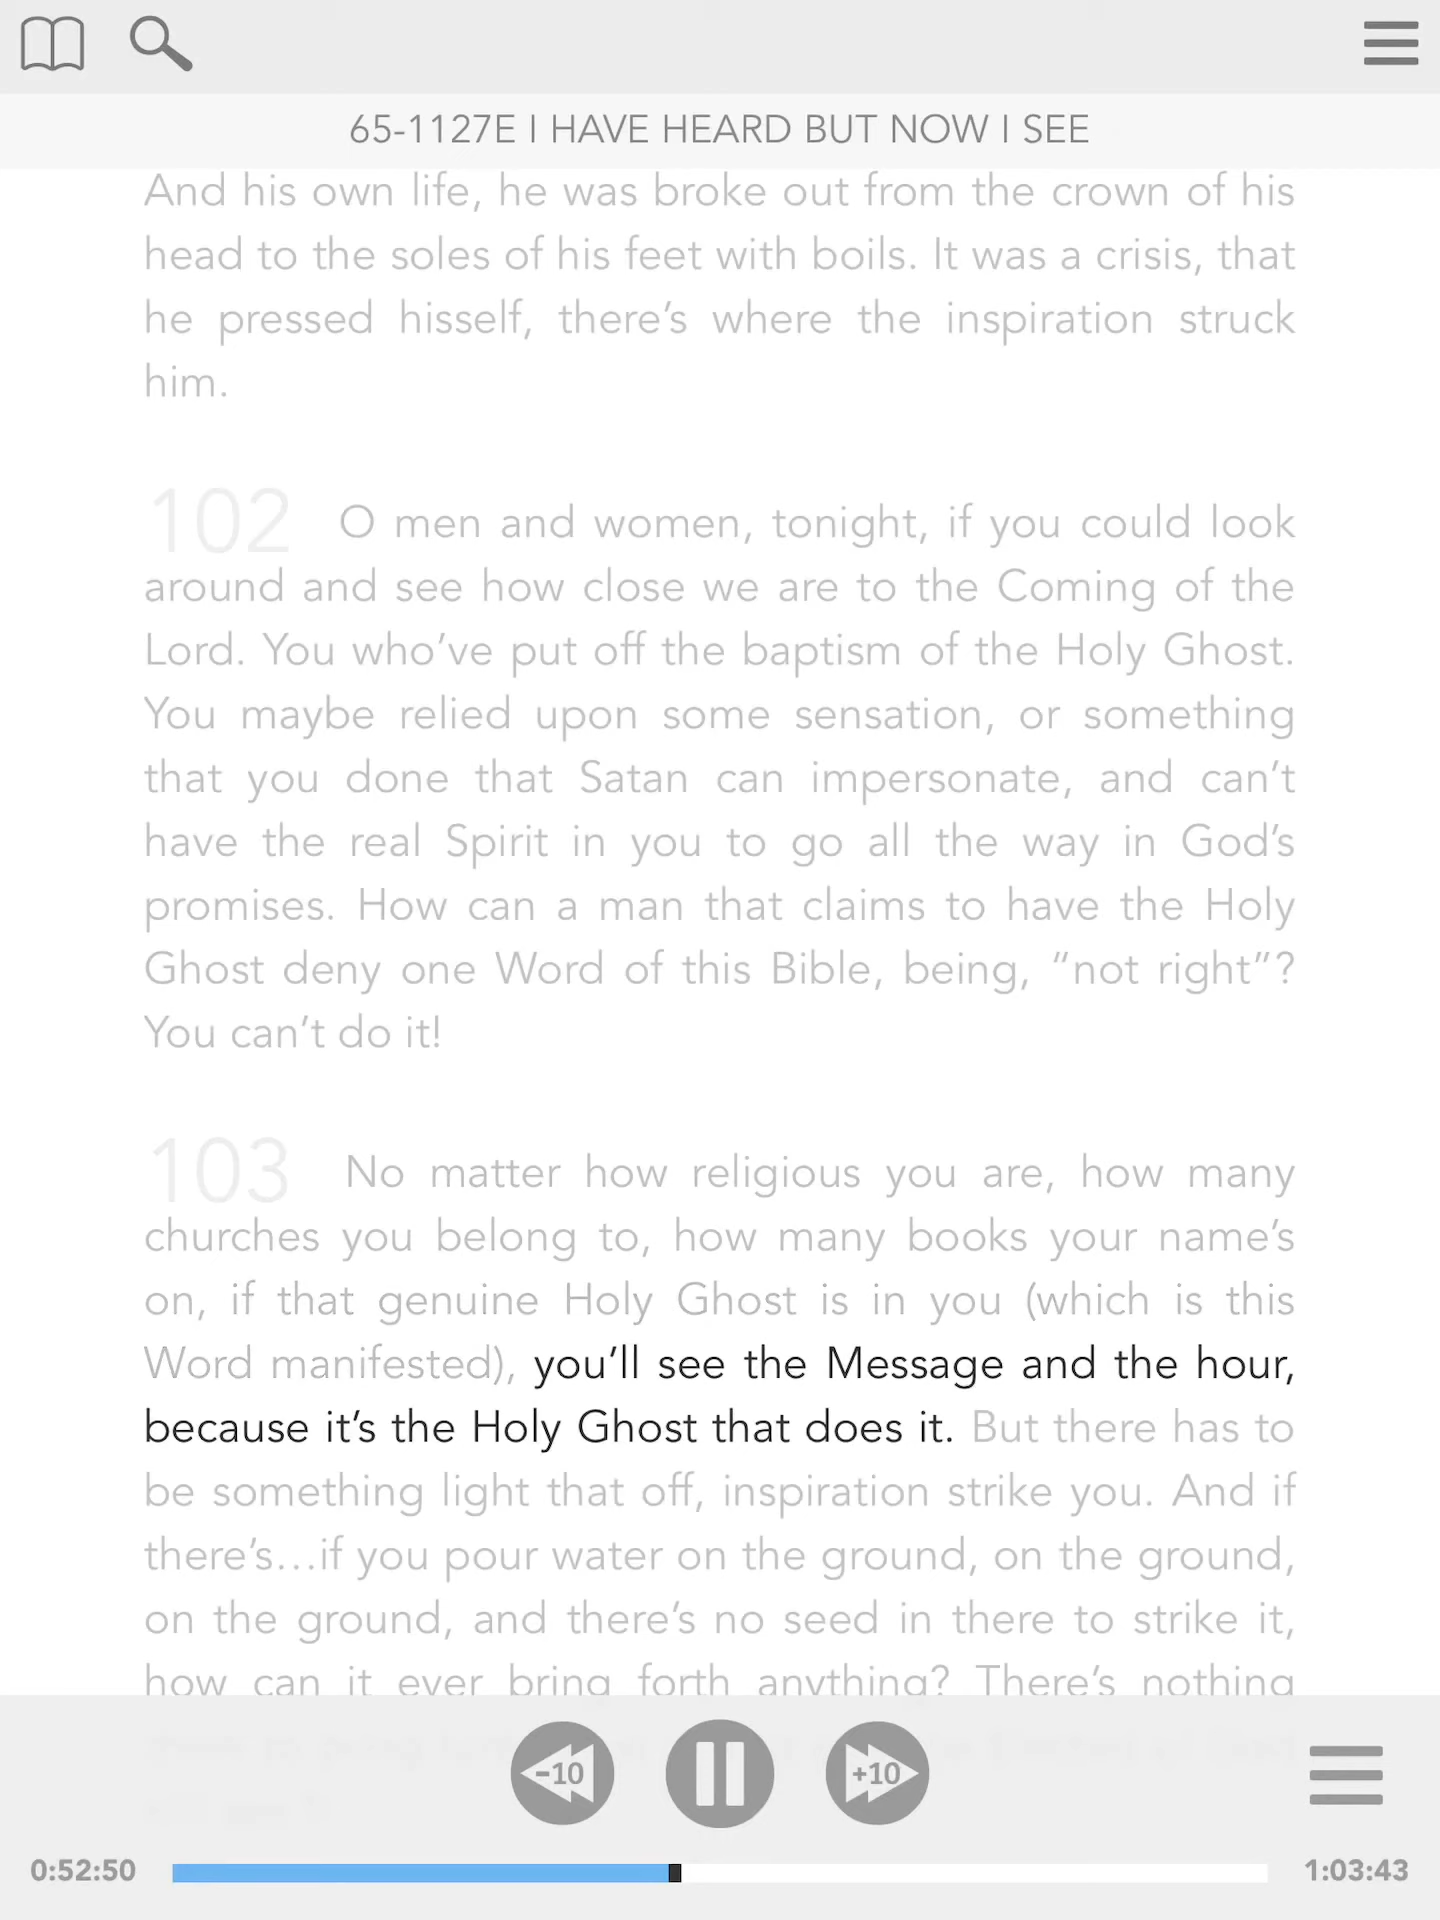 65-1127E I HAVE HEARD BUT NOW I SEE
And his own life, he was broke out from the crown of his
head to the soles of his feet with boils. It was a crisis, that
he pressed hisself, there’s where the inspiration struck
him.
102 O men and women, tonight, if you could look
around and see how close we are to the Coming of the
Lord. You who’ve put off the baptism of the Holy Ghost.
You maybe relied upon some sensation, or something
that you done that Satan can impersonate, and can’t
have the real Spirit in you to go all the way in God’s
promises. How can a man that claims to have the Holy
Ghost deny one Word of this Bible, being, “not right”?
You can’t do it!
103 No matter how religious you are, how many
churches you belong to, how many books your name’s
on, if that genuine Holy Ghost is in you (which is this
Word manifested), you’ll see the Message and the hour,
because it’s the Holy Ghost that does it. But there has to
be something light that off, inspiration strike you. And if
there’s…if you pour water on the ground, on the ground,
on the ground, and there’s no seed in there to strike it,
how can it ever bring forth anything? There’s nothing
-10 +10
0:52:50 1:03:43